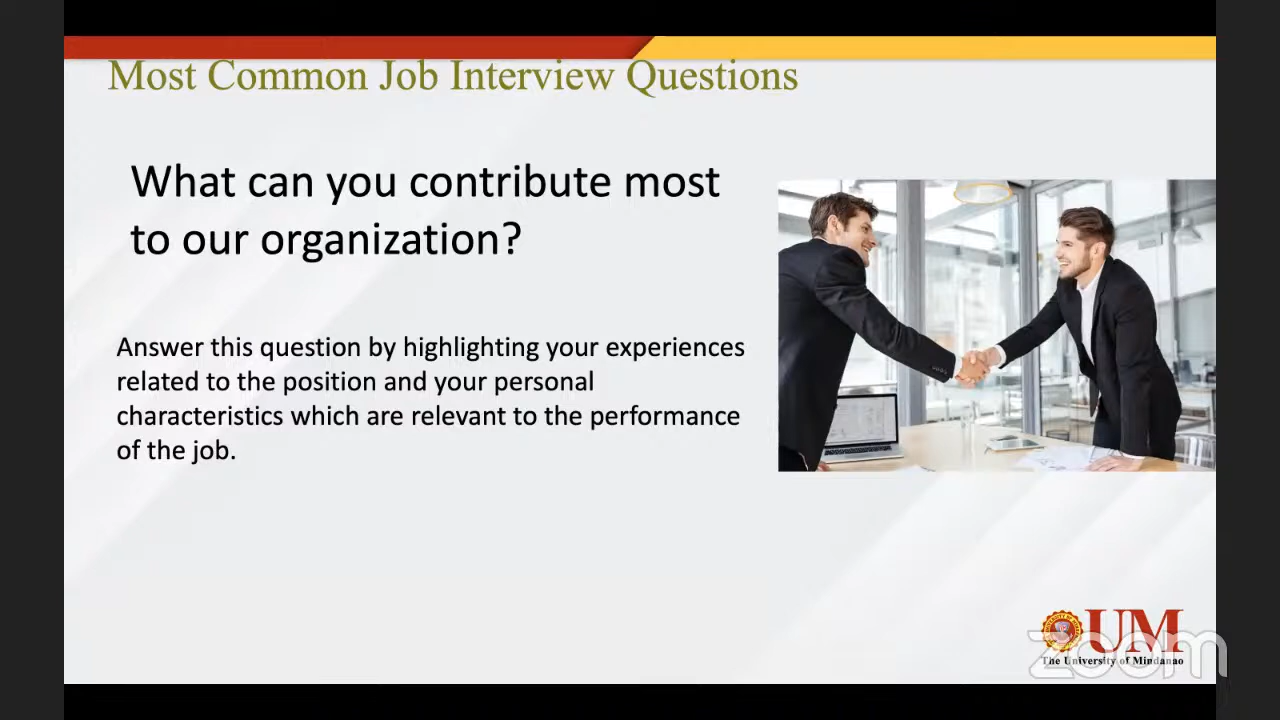 Most Common Job Interview Questions
What can you contribute most
to our organization?
Answer this question by highlighting your experiences
related to the position and your personal
characteristics which are relevant to the performance
of the job.
UM
The University of Mindanao
zoom